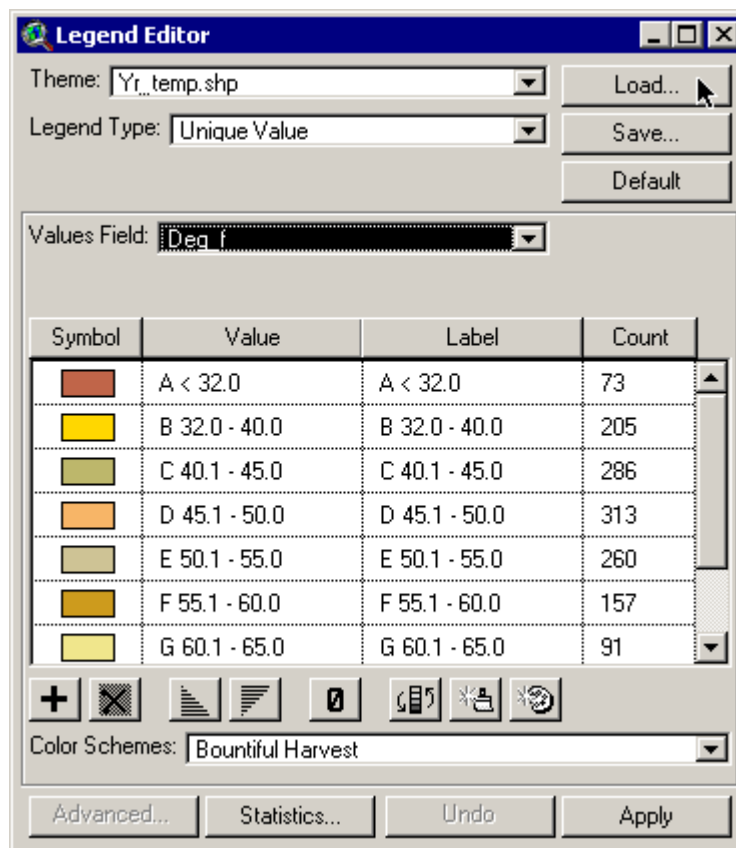 Legend Editor
Theme: Yr_temp.shp
Load...
Legend Type: Unique Value
Save...
Default
Values Field: Deg_f
Symbol Value Label Count
A < 32.0 A < 32.0 73
B 32.0 - 40.0 B 32.0 - 40.0 205
C 40.1 - 45.0 C 40.1 - 45.0 286
D 45.1 - 50.0 D 45.1 - 50.0 313
E 50.1 - 55.0 E 50.1 - 55.0 260
F 55.1 - 60.0 F 55.1 - 60.0 157
G 60.1 - 65.0 G 60.1 - 65.0 91
0
Color Schemes: Bountiful Harvest
Advanced... Statistics... Undo Apply